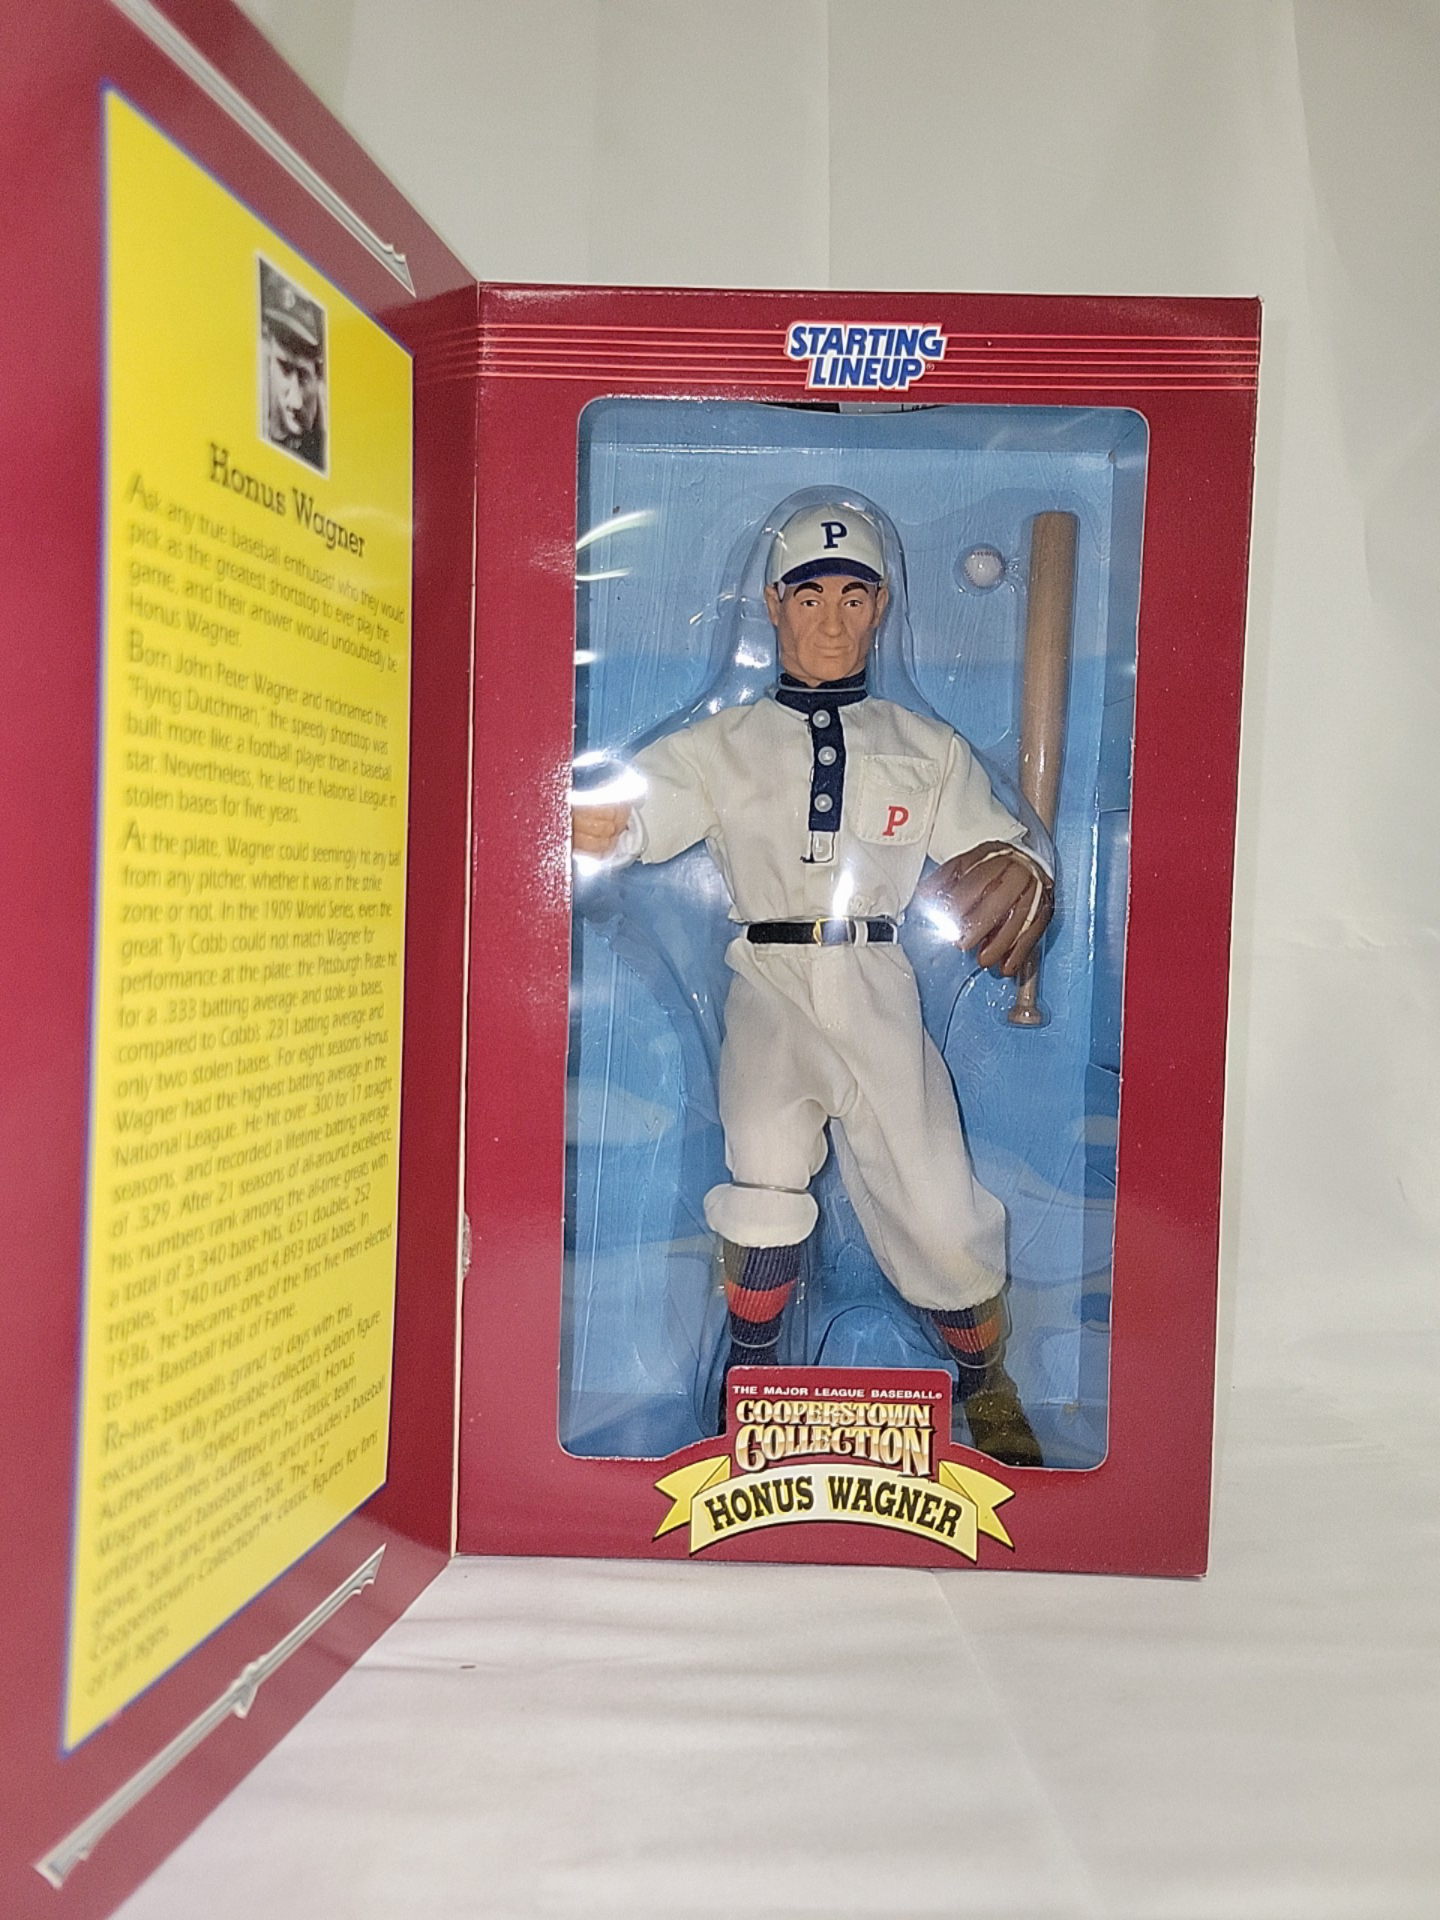 Honus Wagner
Ask any true baseball enthusiast who they would
pick as the greatest shortstop to ever play the
game, and their answer would undoubtedly be
Honus Wagner.
Born John Peter Wagner and nicknamed the
"Flying Dutchman," the speedy shortstop was
built more like a football player than a baseball
star. Nevertheless, he led the National League in
stolen bases for five years.
At the plate, Wagner could seemingly hit any ball
from any pitcher, whether it was in the strike
zone or not. In the 1909 World Series, even the
great Ty Cobb could not match Wagner for
performance at the plate: the Pittsburgh Pirate hit
for a .333 batting average and stole six bases,
compared to Cobb's .231 batting average and
only two stolen bases. For eight seasons Honus
Wagner had the highest batting average in the
National League. He hit over .300 for 17 straight
seasons, and recorded a lifetime batting average
of .329. After 21 seasons of all-around excellence,
his numbers rank among the all-time greats with
a total of 3,340 base hits, 651 doubles, 252
triples, 1,740 runs and 4,893 total bases. In
1936, he became one of the first five men elected
to the Baseball Hall of Fame.
Re-live baseball's grand 'ol days with this
exclusive, fully poseable collector's edition figure.
Authentically styled in every detail, Honus
Wagner comes outfitted in his classic team
uniform and baseball cap, and includes a baseball
glove, ball and wooden bat. The 12"
Cooperstown Collection™ classic figures for fans
of all ages.
STARTING
LINEUP®
P
P
THE MAJOR LEAGUE BASEBALL®
COOPERSTOWN
COLLECTION
HONUS WAGNER